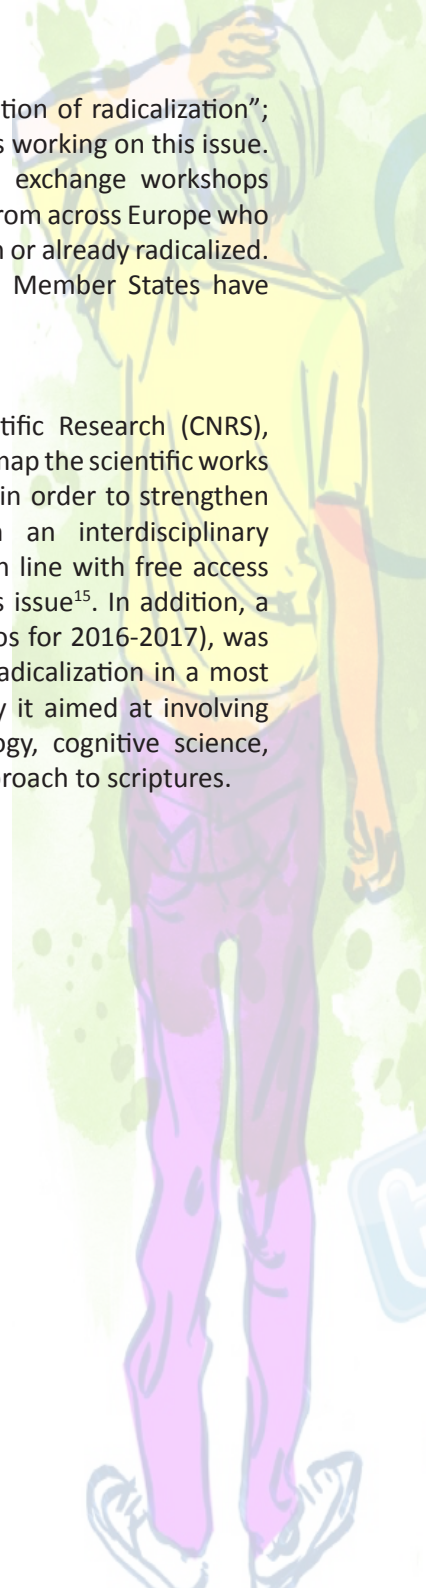 tion of radicalization”;
s working on this issue.
exchange workshops
rom across Europe who
n or already radicalized.
Member States have
tific Research (CNRS),
map the scientific works
in order to strengthen
an interdisciplinary
n line with free access
s issue15. In addition, a
os for 2016-2017), was
adicalization in a most
y it aimed at involving
ogy, cognitive science,
proach to scriptures.